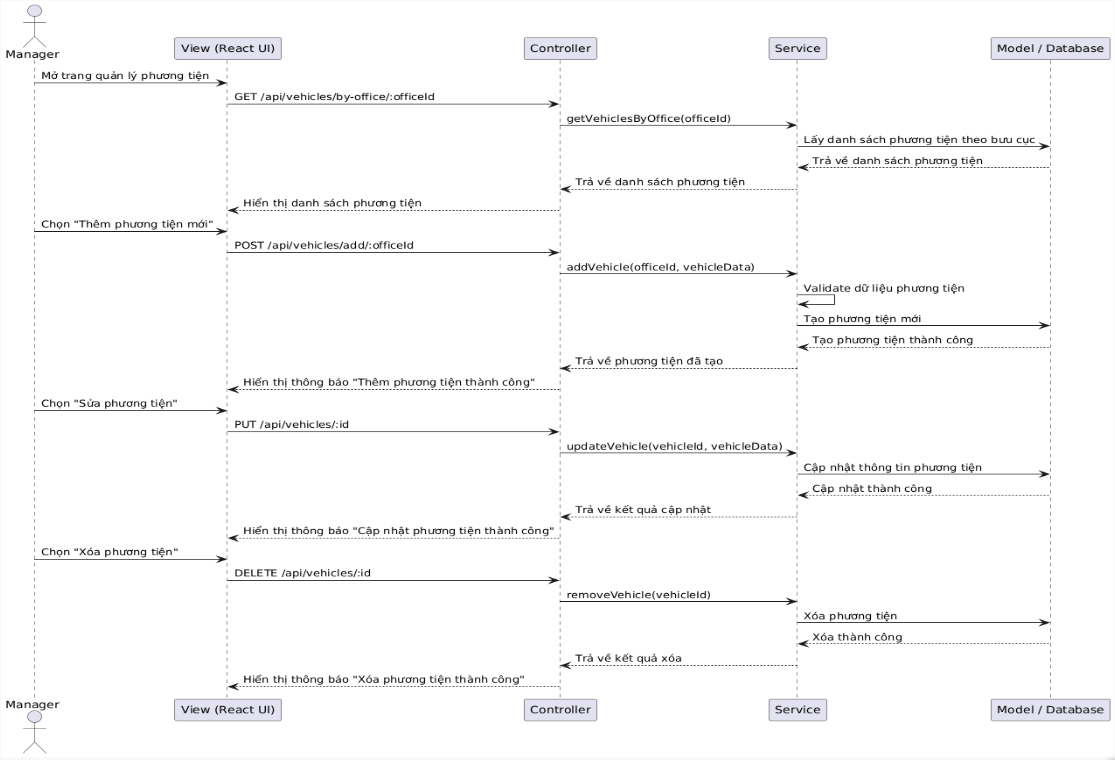 Manager
View (React UI)
Controller
Service
Model / Database
Mở trang quản lý phương tiện
GET /api/vehicles/by-office/:officeId
getVehiclesByOffice(officeId)
Lấy danh sách phương tiện theo bưu cục
Trả về danh sách phương tiện
Trả về danh sách phương tiện
Hiển thị danh sách phương tiện
Chọn "Thêm phương tiện mới"
POST /api/vehicles/add/:officeId
addVehicle(officeId, vehicleData)
Validate dữ liệu phương tiện
Tạo phương tiện mới
Tạo phương tiện thành công
Trả về phương tiện đã tạo
Hiển thị thông báo "Thêm phương tiện thành công"
Chọn "Sửa phương tiện"
PUT /api/vehicles/:id
updateVehicle(vehicleId, vehicleData)
Cập nhật thông tin phương tiện
Cập nhật thành công
Trả về kết quả cập nhật
Hiển thị thông báo "Cập nhật phương tiện thành công"
Chọn "Xóa phương tiện"
DELETE /api/vehicles/:id
removeVehicle(vehicleId)
Xóa phương tiện
Xóa thành công
Trả về kết quả xóa
Hiển thị thông báo "Xóa phương tiện thành công"
Manager
View (React UI)
Controller
Service
Model / Database